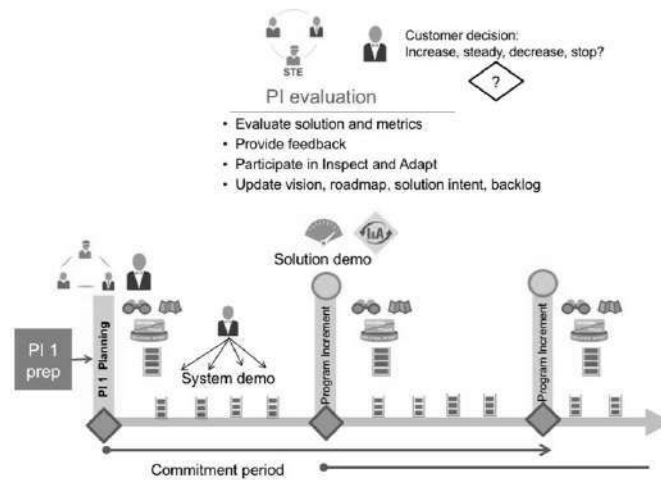 STE
Customer decision:
Increase, steady, decrease, stop?
?
PI evaluation
• Evaluate solution and metrics
• Provide feedback
• Participate in Inspect and Adapt
• Update vision, roadmap, solution intent, backlog
I&A
Solution demo
PI 1
prep
PI 1 Planning
System demo
Program Increment
Program Increment
Commitment period